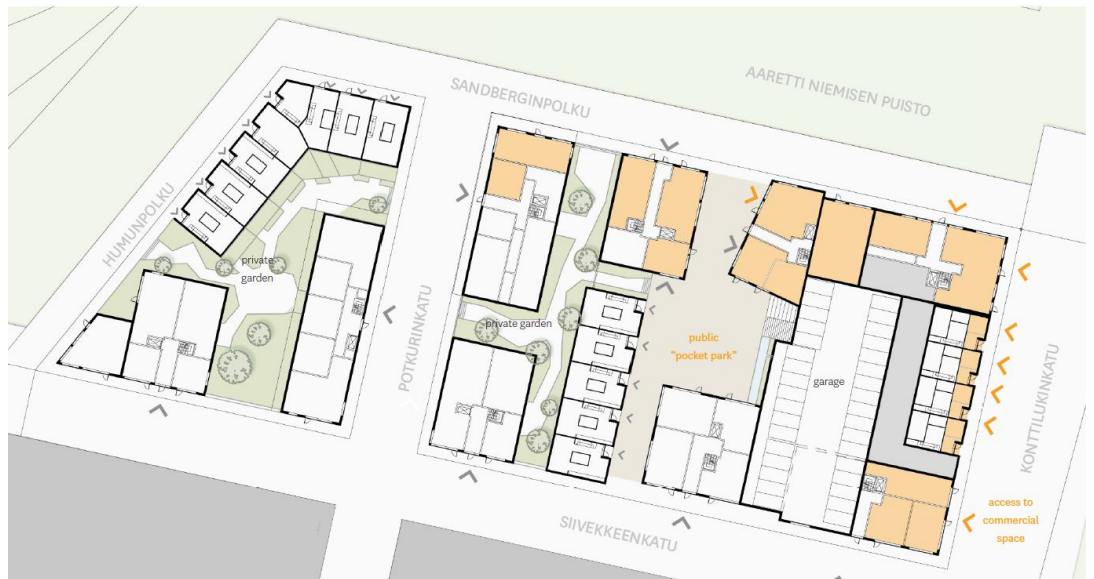 AARETTI NIEMISEN PUISTO
SANDBERGINPOLKU
HUMUNPOLKU
private
garden
POTKURINKATU
private garden
public
"pocket park"
garage
KONTTILUKINKATU
access to
commercial
space
SIIVEKKEENKATU